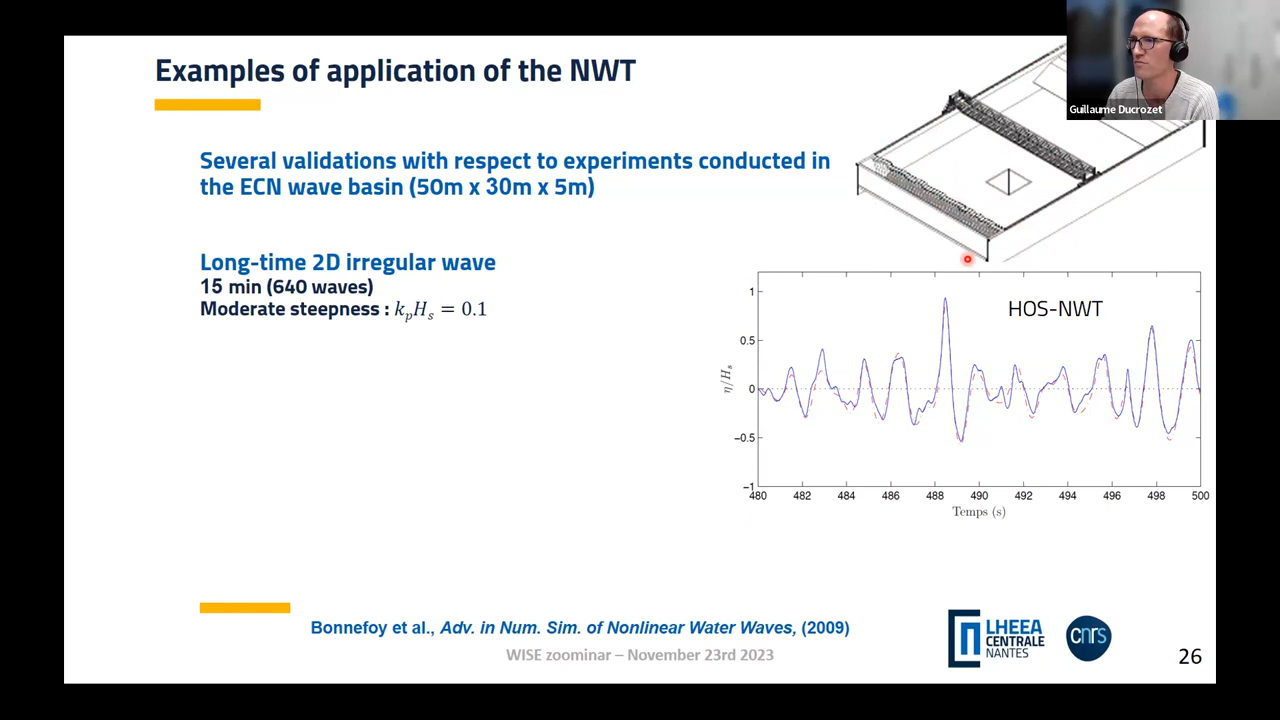 Examples of application of the NWT
Guillaume Ducrozet
Several validations with respect to experiments conducted in
the ECN wave basin (50m x 30m x 5m)
Long-time 2D irregular wave
15 min (640 waves)
Moderate steepness : kₚHₛ = 0.1
HOS-NWT
η/Hₛ
1
0.5
0
−0.5
−1
480 482 484 486 488 490 492 494 496 498 500
Temps (s)
Bonnefoy et al., Adv. in Num. Sim. of Nonlinear Water Waves, (2009)
WISE zoominar – November 23rd 2023
LHEEA
CENTRALE
NANTES
cnrs
26